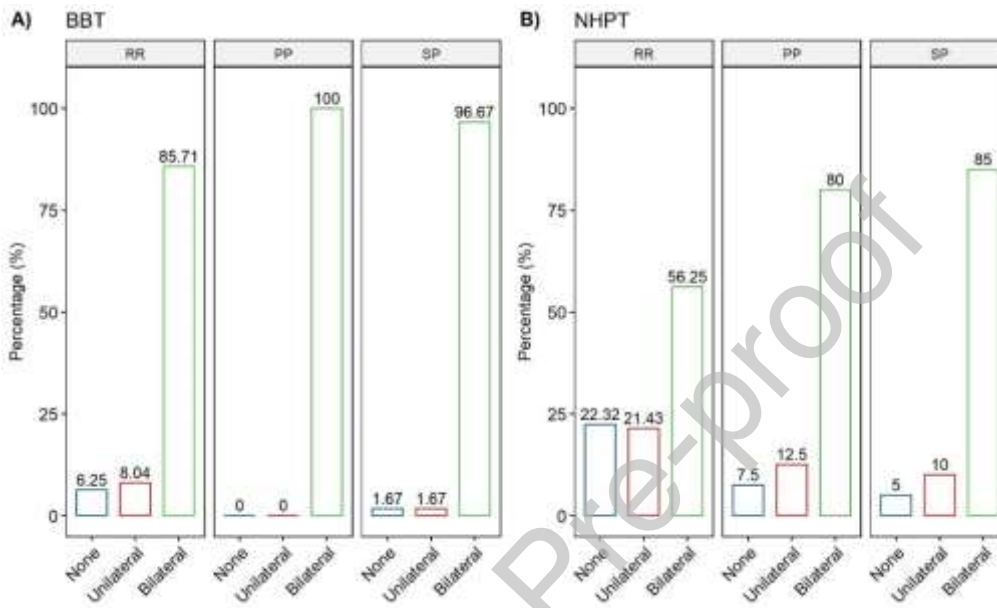 A) BBT
RR PP SP
Percentage (%)
100
75
50
25
0
6.25 8.04 85.71
0 0 100
1.67 1.67 96.67
None Unilateral Bilateral
None Unilateral Bilateral
None Unilateral Bilateral
B) NHPT
RR PP SP
Percentage (%)
100
75
50
25
0
22.32 21.43 56.25
7.5 12.5 80
5 10 85
None Unilateral Bilateral
None Unilateral Bilateral
None Unilateral Bilateral
Pre-proof